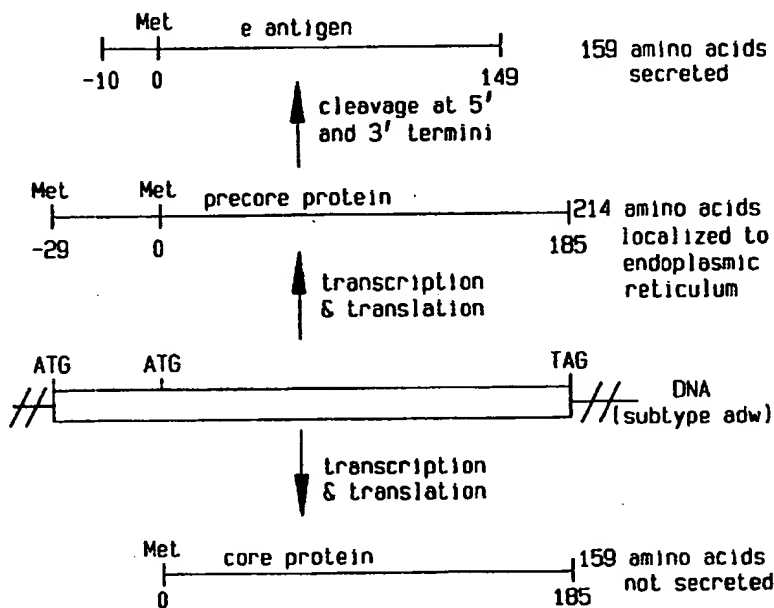 Met
e antigen
-10 0 149
159 amino acids
secreted
cleavage at 5'
and 3' termini
Met Met
precore protein
-29 0 185
214 amino acids
localized to
endoplasmic
reticulum
transcription
& translation
ATG ATG TAG
DNA
(subtype adw)
transcription
& translation
Met
core protein
0 185
159 amino acids
not secreted